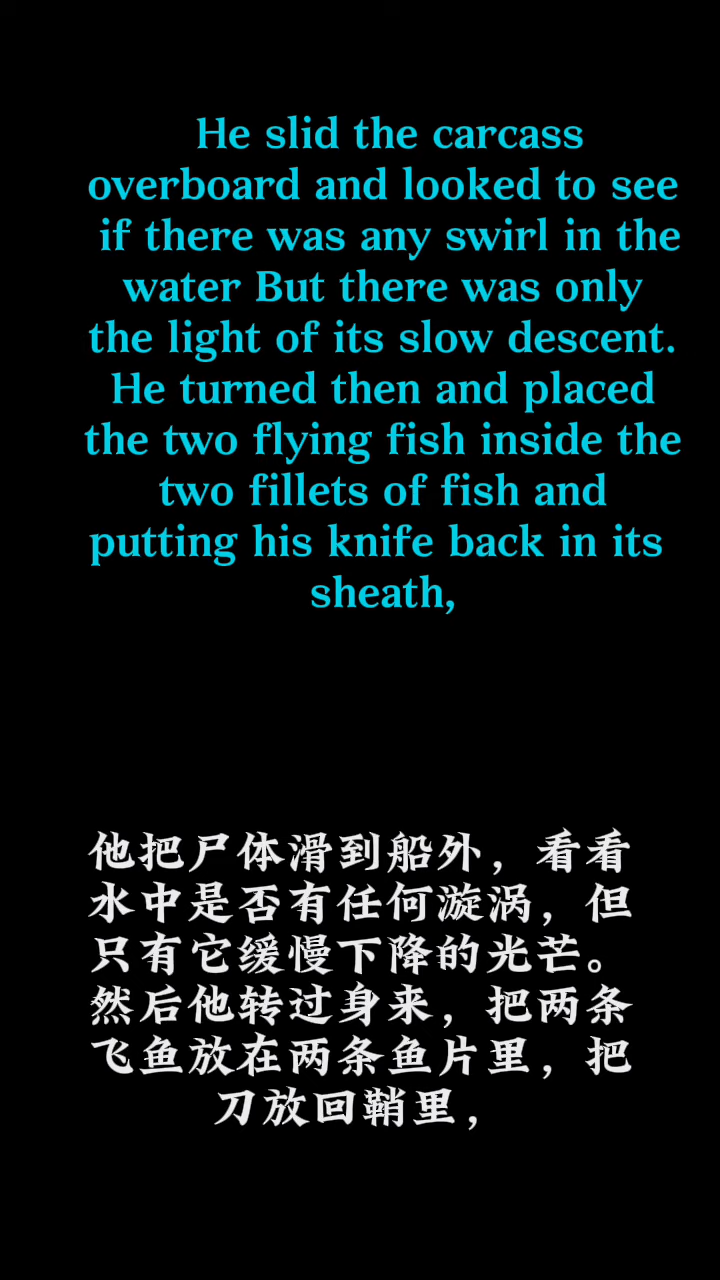 He slid the carcass
overboard and looked to see
if there was any swirl in the
water But there was only
the light of its slow descent.
He turned then and placed
the two flying fish inside the
two fillets of fish and
putting his knife back in its
sheath,
他把尸体滑到船外，看看
水中是否有任何漩涡，但
只有它缓慢下降的光芒。
然后他转过身来，把两条
飞鱼放在两条鱼片里，把
刀放回鞘里，